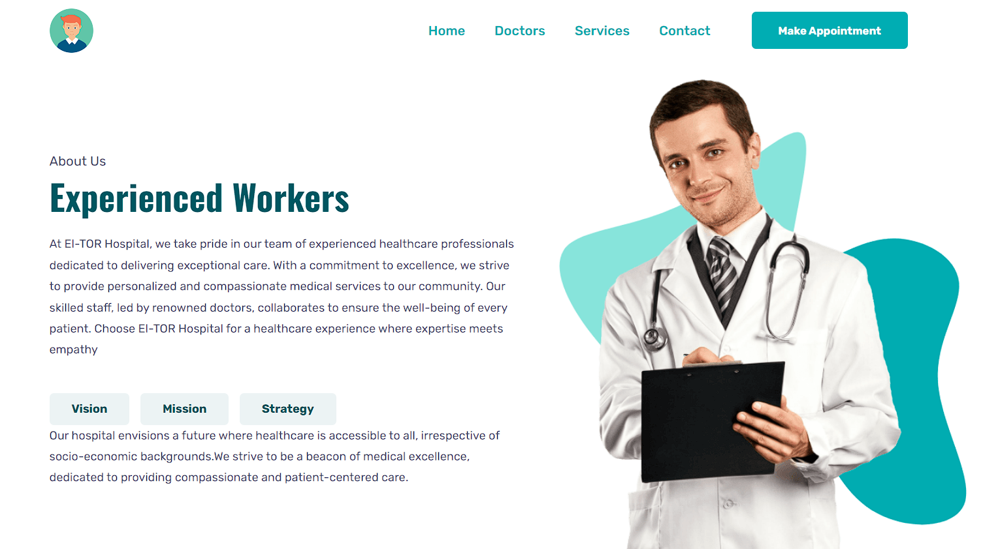 Home Doctors Services Contact Make Appointment
About Us
Experienced Workers
At El-TOR Hospital, we take pride in our team of experienced healthcare professionals
dedicated to delivering exceptional care. With a commitment to excellence, we strive
to provide personalized and compassionate medical services to our community. Our
skilled staff, led by renowned doctors, collaborates to ensure the well-being of every
patient. Choose El-TOR Hospital for a healthcare experience where expertise meets
empathy
Vision Mission Strategy
Our hospital envisions a future where healthcare is accessible to all, irrespective of
socio-economic backgrounds.We strive to be a beacon of medical excellence,
dedicated to providing compassionate and patient-centered care.